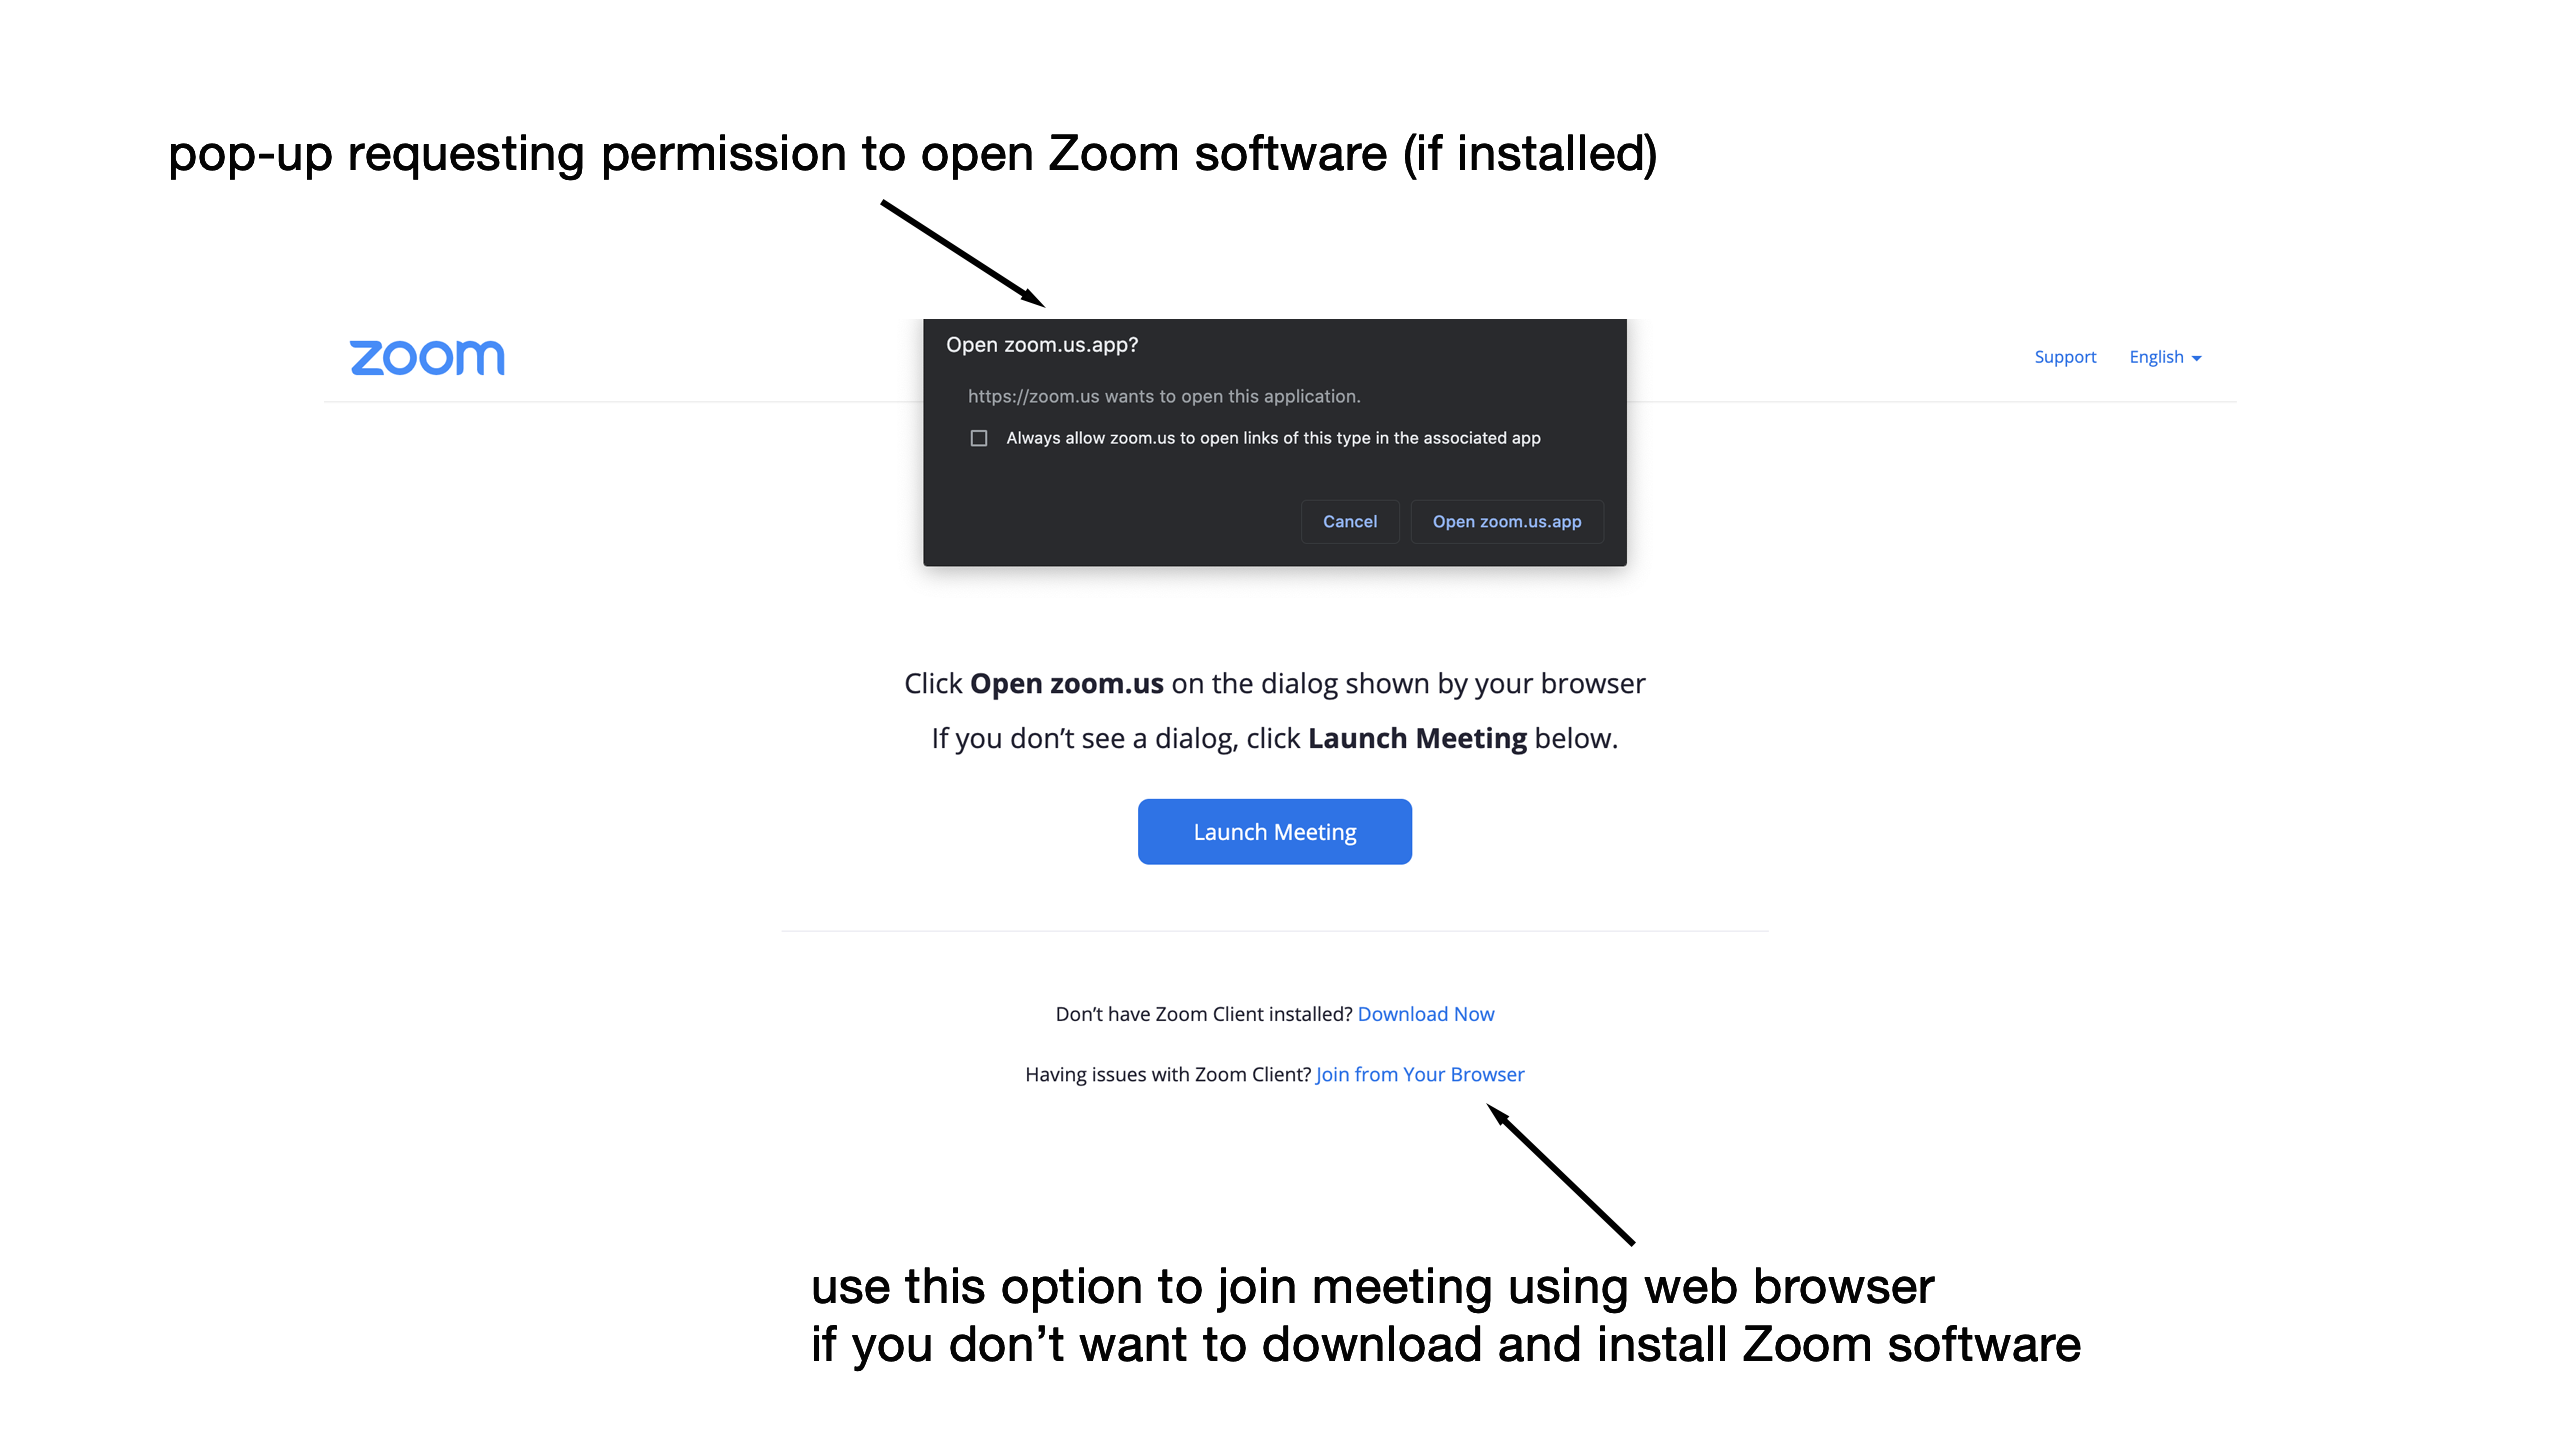 pop-up requesting permission to open Zoom software (if installed)
zoom
Support English
Open zoom.us.app?
https://zoom.us wants to open this application.
Always allow zoom.us to open links of this type in the associated app
Cancel Open zoom.us.app
Click Open zoom.us on the dialog shown by your browser
If you don’t see a dialog, click Launch Meeting below.
Launch Meeting
Don’t have Zoom Client installed? Download Now
Having issues with Zoom Client? Join from Your Browser
use this option to join meeting using web browser
if you don’t want to download and install Zoom software